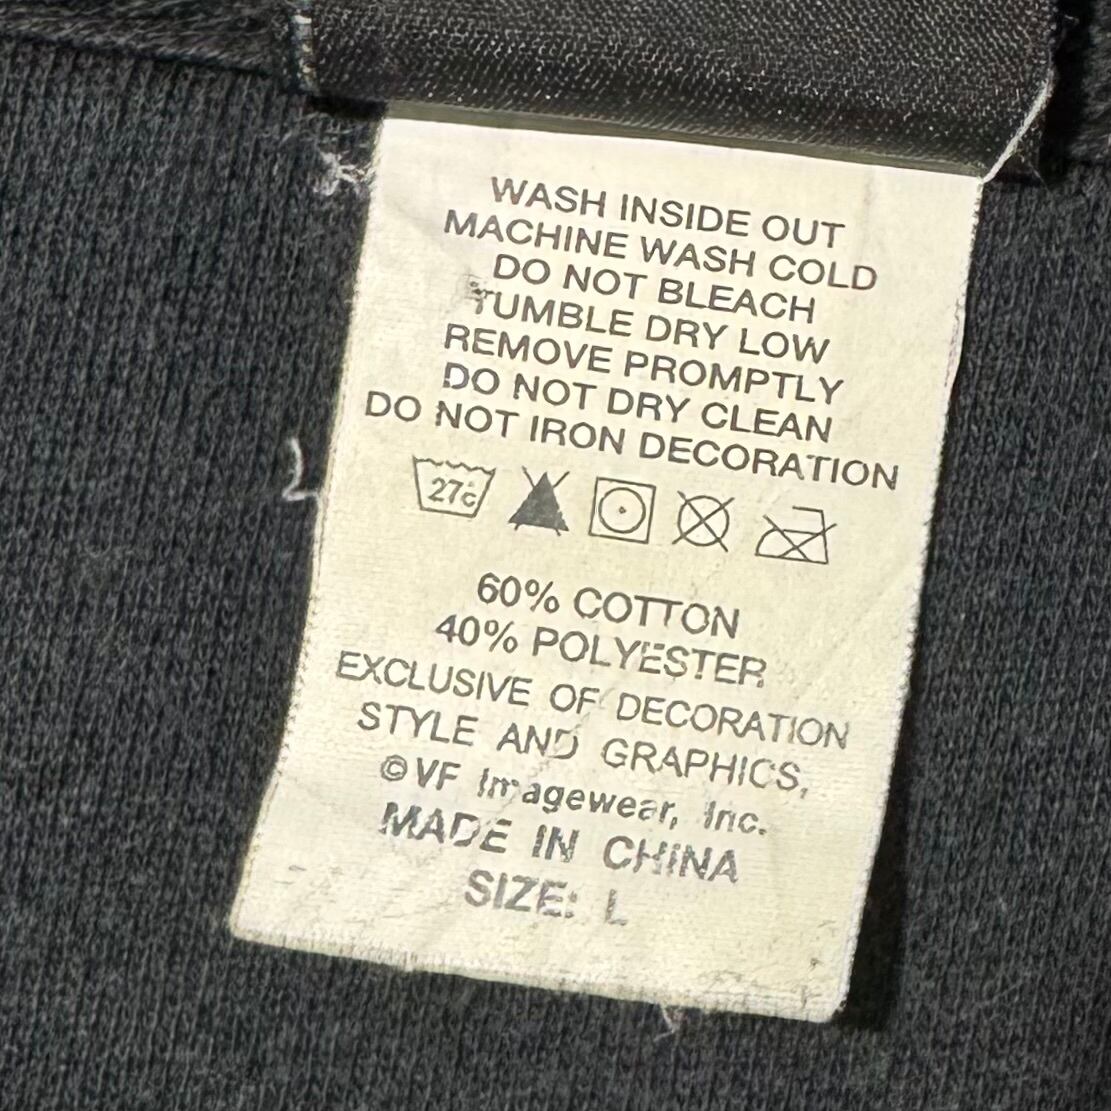 WASH INSIDE OUT
MACHINE WASH COLD
DO NOT BLEACH
TUMBLE DRY LOW
REMOVE PROMPTLY
DO NOT DRY CLEAN
DO NOT IRON DECORATION
27c
60% COTTON
40% POLYESTER
EXCLUSIVE OF DECORATION
STYLE AND GRAPHICS,
©VF Imagewear, Inc.
MADE IN CHINA
SIZE: L